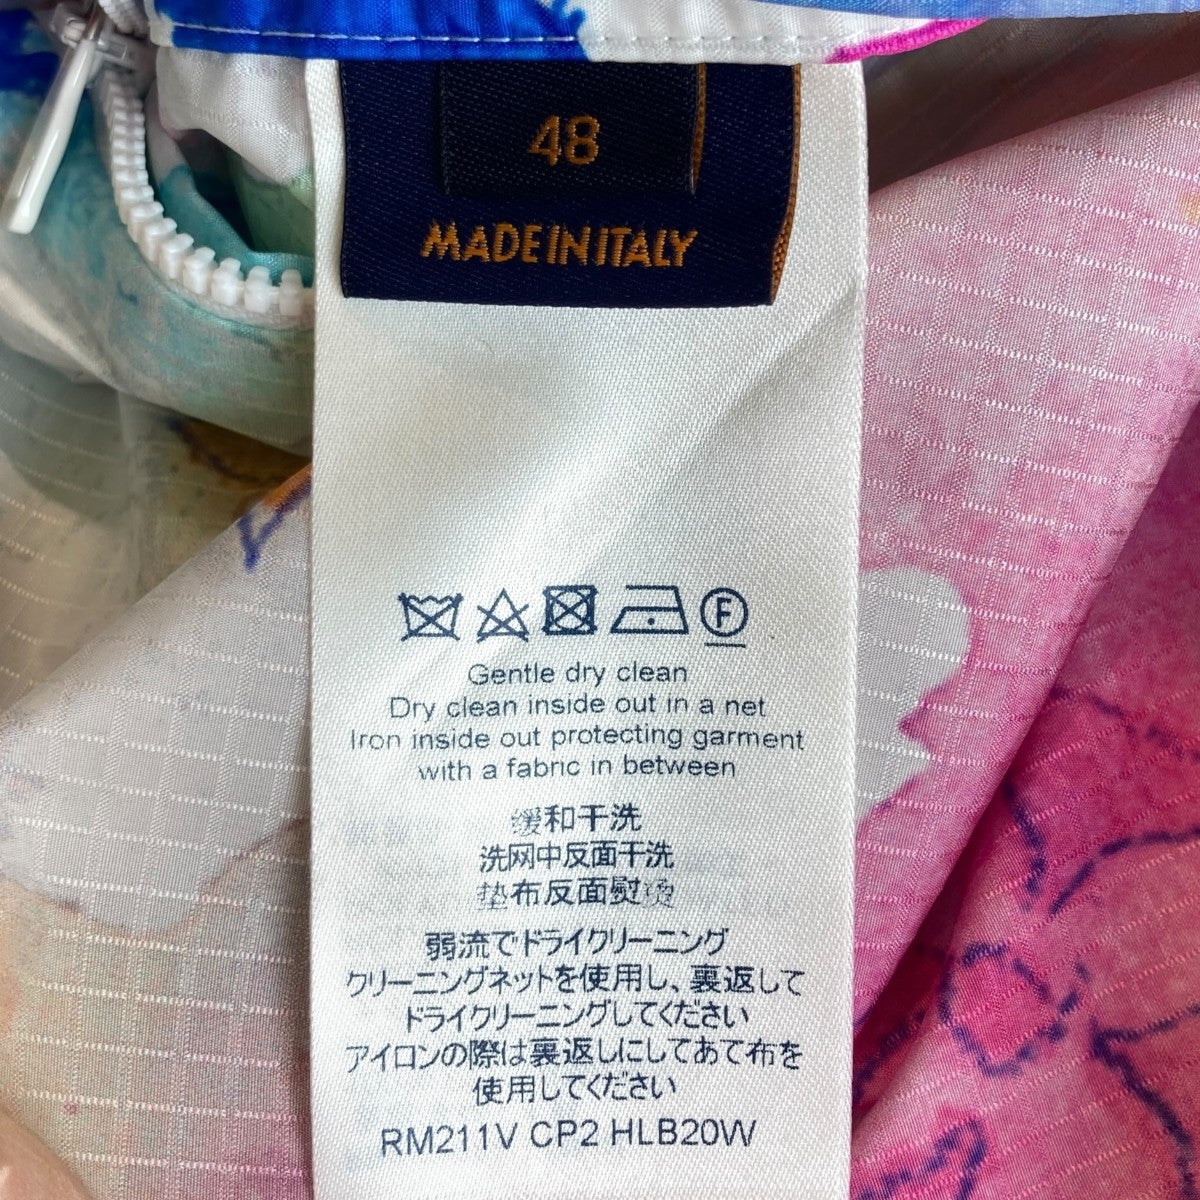 48
MADE IN ITALY
F
Gentle dry clean
Dry clean inside out in a net
Iron inside out protecting garment
with a fabric in between
缓和干洗
洗网中反面干洗
垫布反面熨烫
弱流でドライクリーニング
クリーニングネットを使用し、裏返して
ドライクリーニングしてください
アイロンの際は裏返しにしてあて布を
使用してください
RM211V CP2 HLB20W